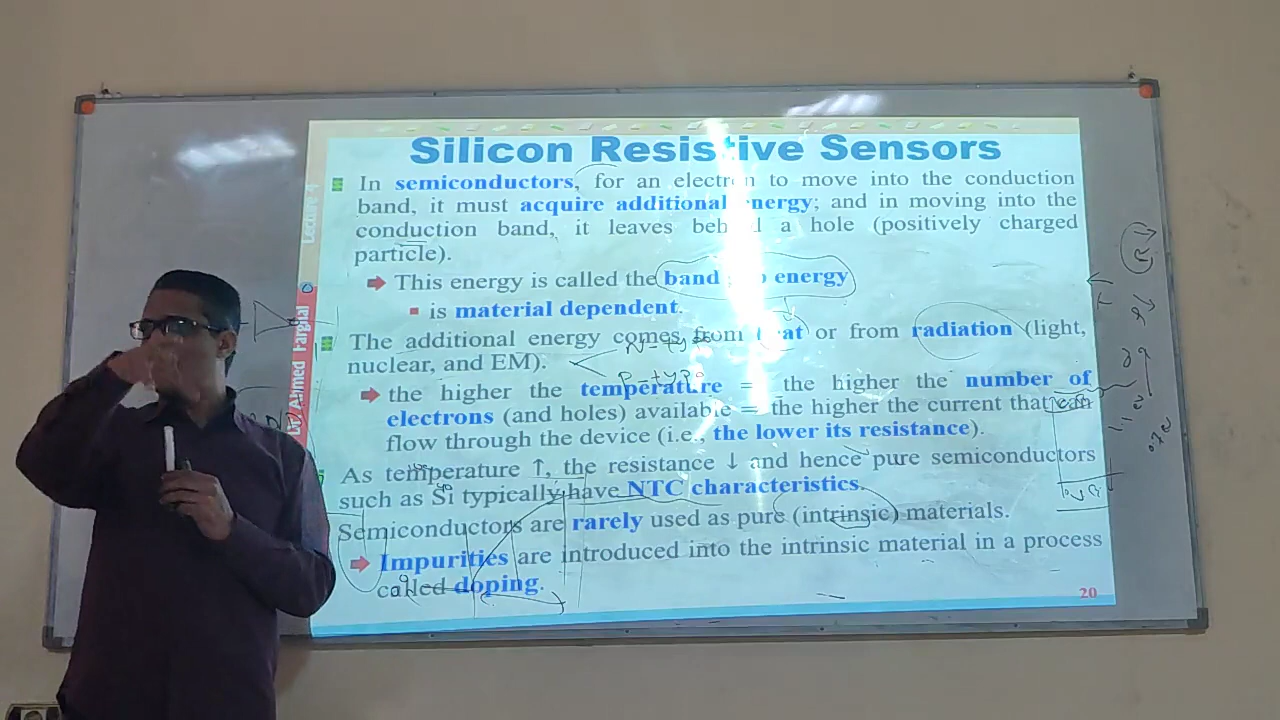 Silicon Resistive Sensors
In semiconductors, for an electron to move into the conduction
band, it must acquire additional energy; and in moving into the
conduction band, it leaves behind a hole (positively charged
particle).
This energy is called the band energy
is material dependent.
The additional energy comes from heat or from radiation (light,
N-type
nuclear, and EM).
P-type
the higher the temperature = the higher the number of
electrons (and holes) available = the higher the current that can
flow through the device (i.e., the lower its resistance).
As temperature ↑, the resistance ↓ and hence pure semiconductors
such as Si typically have NTC characteristics.
Semiconductors are rarely used as pure (intrinsic) materials.
Impurities are introduced into the intrinsic material in a process
called doping.
20
Lecture 4
Ahmed Farghal